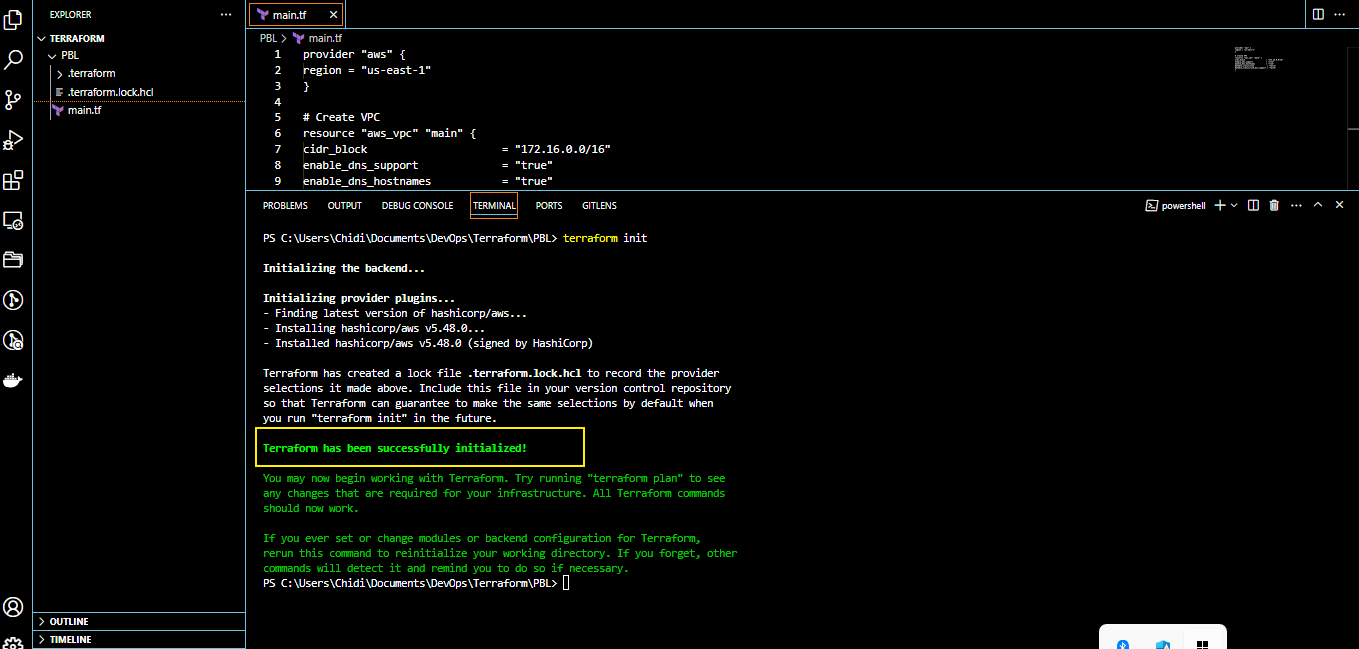 EXPLORER
TERRAFORM
PBL
.terraform
.terraform.lock.hcl
main.tf
OUTLINE
TIMELINE
main.tf
PBL > main.tf
1 provider "aws" {
2 region = "us-east-1"
3 }
4
5 # Create VPC
6 resource "aws_vpc" "main" {
7 cidr_block = "172.16.0.0/16"
8 enable_dns_support = "true"
9 enable_dns_hostnames = "true"
PROBLEMS OUTPUT DEBUG CONSOLE TERMINAL PORTS GITLENS
powershell
PS C:\Users\Chidi\Documents\DevOps\Terraform\PBL> terraform init
Initializing the backend...
Initializing provider plugins...
- Finding latest version of hashicorp/aws...
- Installing hashicorp/aws v5.48.0...
- Installed hashicorp/aws v5.48.0 (signed by HashiCorp)
Terraform has created a lock file .terraform.lock.hcl to record the provider
selections it made above. Include this file in your version control repository
so that Terraform can guarantee to make the same selections by default when
you run "terraform init" in the future.
Terraform has been successfully initialized!
You may now begin working with Terraform. Try running "terraform plan" to see
any changes that are required for your infrastructure. All Terraform commands
should now work.
If you ever set or change modules or backend configuration for Terraform,
rerun this command to reinitialize your working directory. If you forget, other
commands will detect it and remind you to do so if necessary.
PS C:\Users\Chidi\Documents\DevOps\Terraform\PBL>